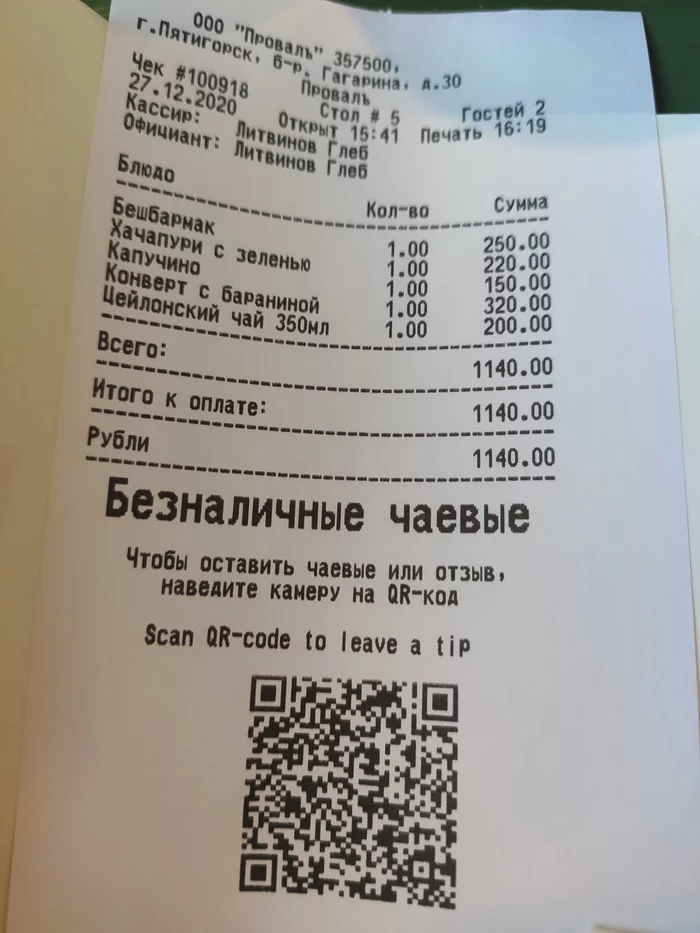 ООО "Проваль" 357500,
г.Пятигорск, б-р. Гагарина, д.30
Проваль
Чек #100918 Стол # 5 Гостей 2
27.12.2020 Открыт 15:41 Печать 16:19
Кассир: Литвинов Глеб
Официант: Литвинов Глеб
Блюдо Кол-во Сумма
Бешбармак 1.00 250.00
Хачапури с зеленью 1.00 220.00
Капучино 1.00 150.00
Конверт с бараниной 1.00 320.00
Цейлонский чай 350мл 1.00 200.00
Всего: 1140.00
Итого к оплате: 1140.00
Рубли 1140.00
Безналичные чаевые
Чтобы оставить чаевые или отзыв,
наведите камеру на QR-код
Scan QR-code to leave a tip